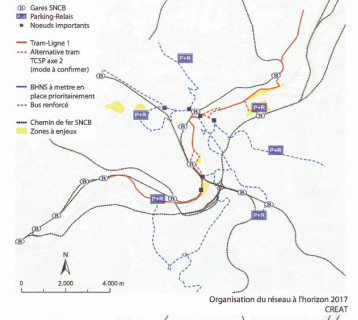 Gares SNCB
P+R Parking-Relais
Noeuds importants
Tram-Ligne 1
Alternative tram
TCSP axe 2
(mode à confirmer)
BHNS à mettre en
place prioritairement
Bus renforcé
Chemin de fer SNCB
Zones à enjeux
P+R
P+R
P+R
P+R
P+R
P+R
B
B
B
B
B
B
B
B
B
B
B
B
N
0 2.000 4.000 m
Organisation du réseau à l'horizon 2017
CREAT